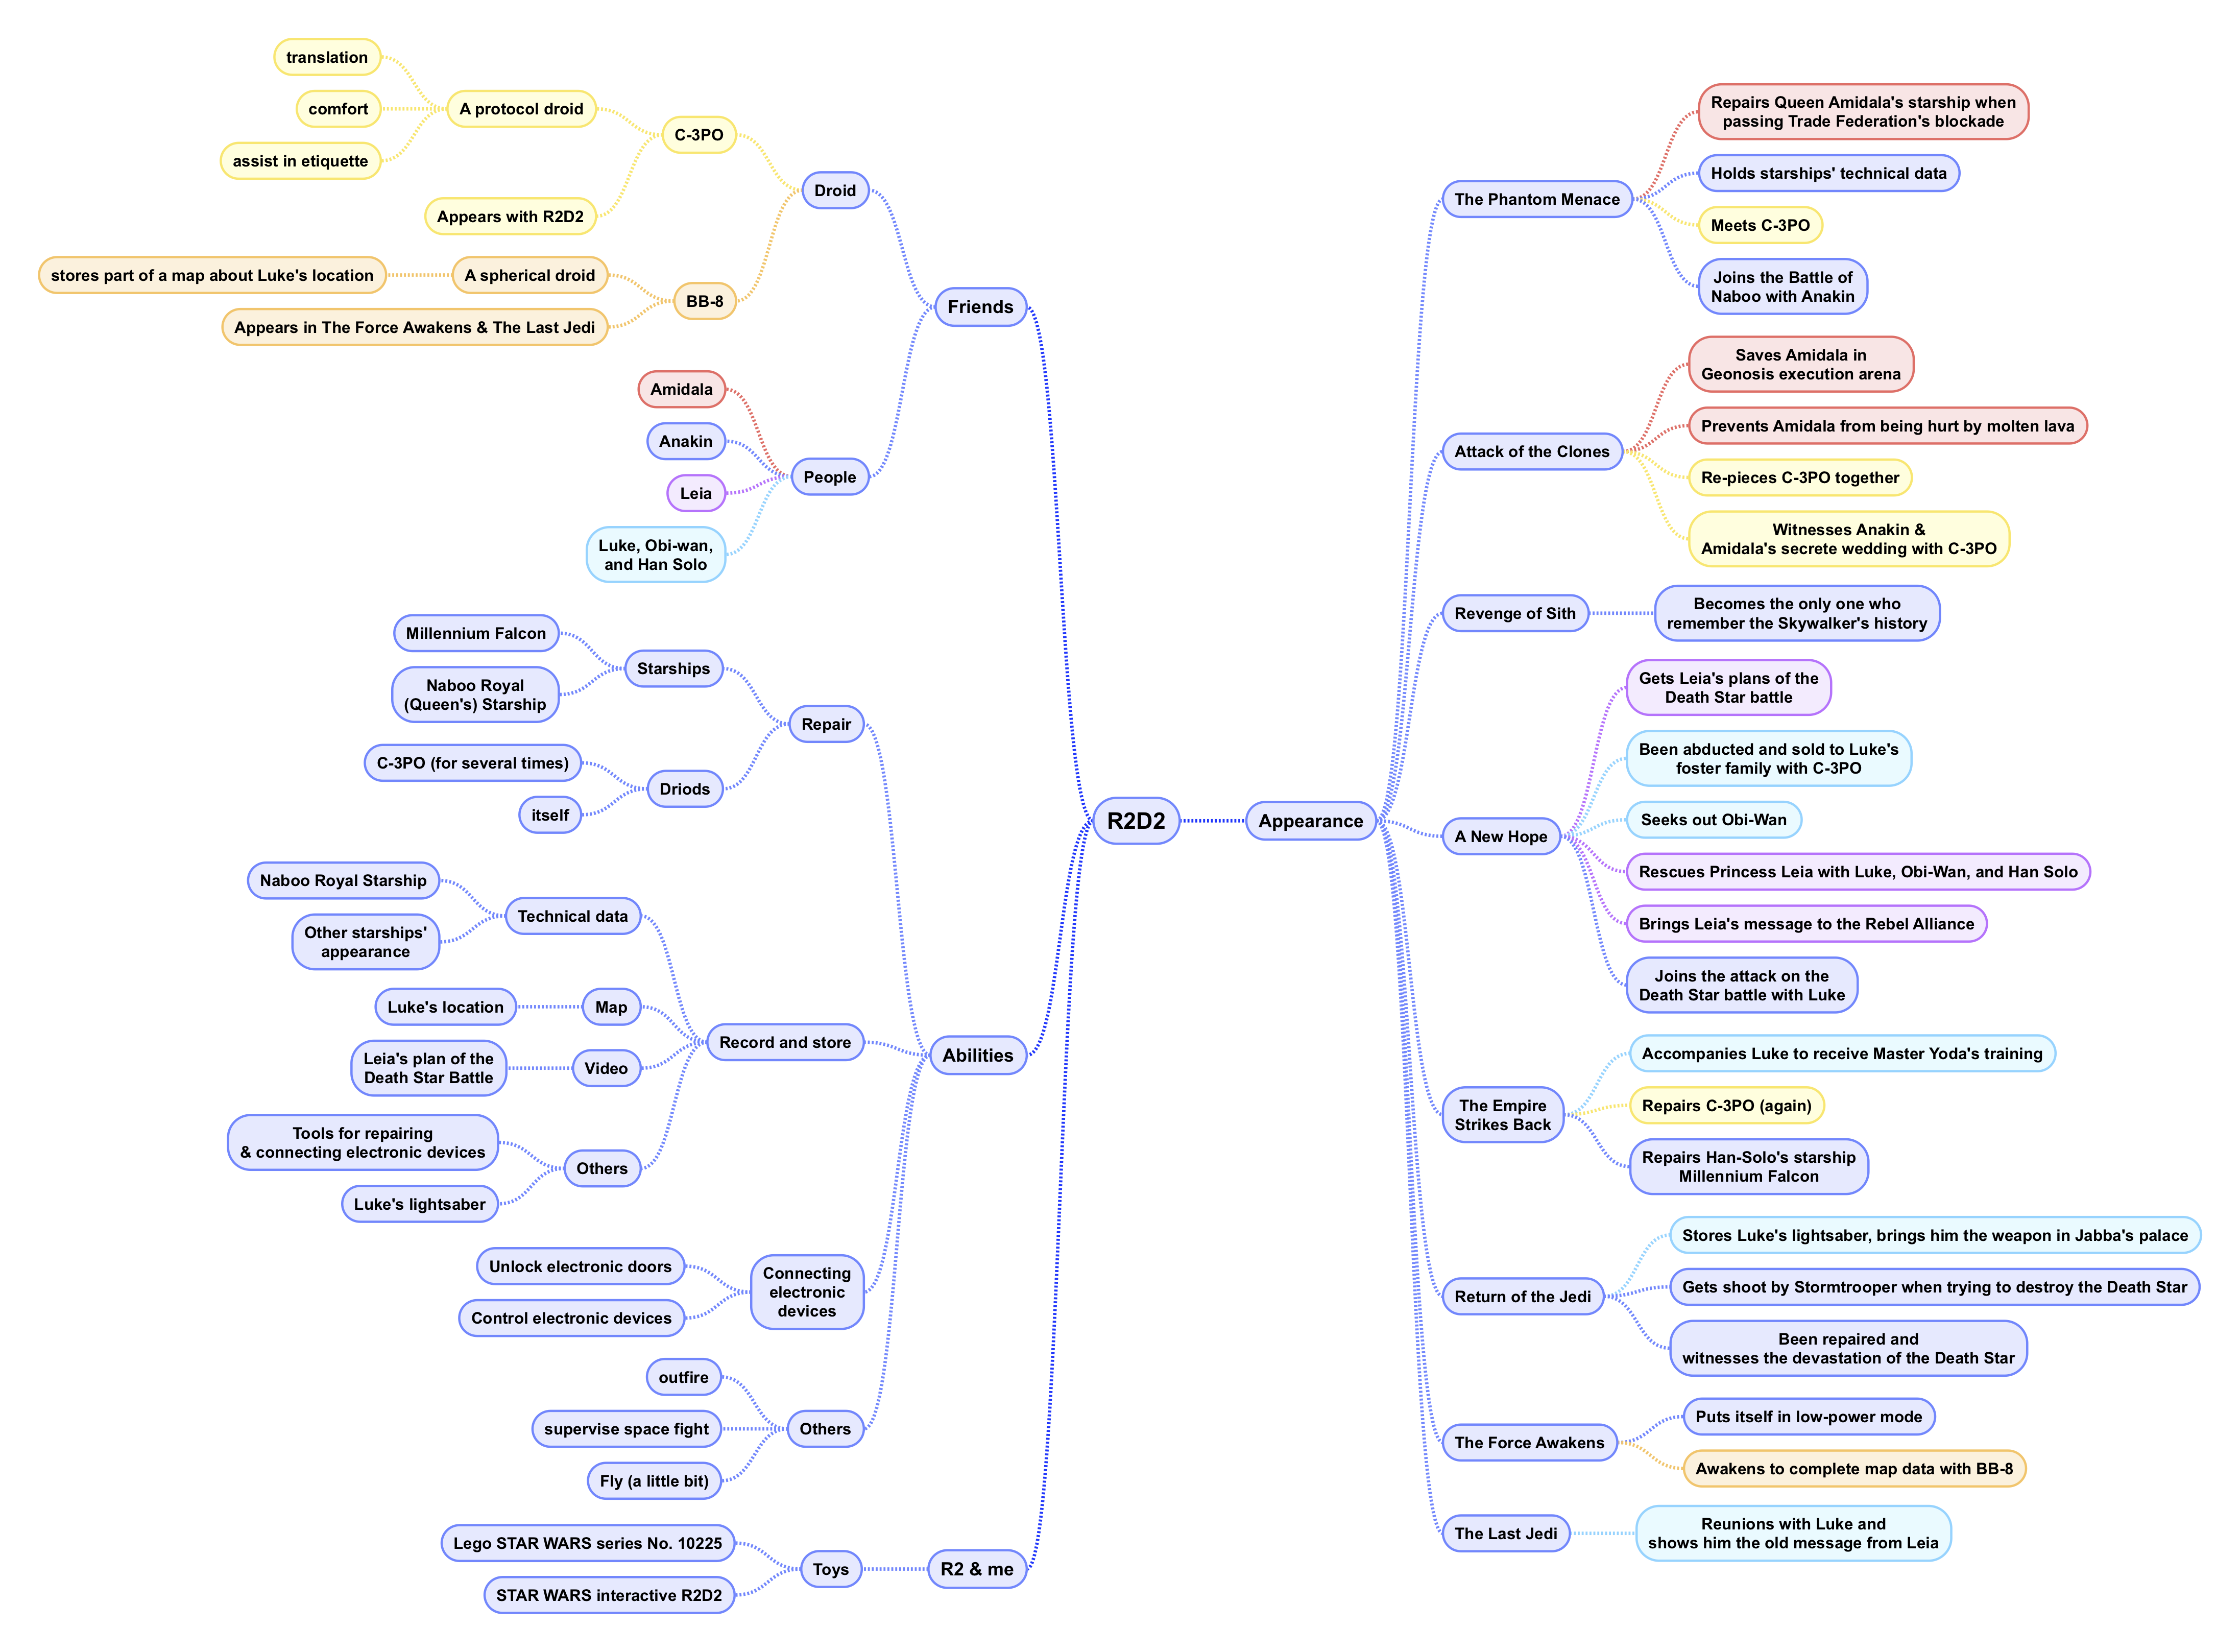 R2D2
Friends
Droid
C-3PO
A protocol droid
translation
comfort
assist in etiquette
Appears with R2D2
BB-8
A spherical droid
stores part of a map about Luke's location
Appears in The Force Awakens & The Last Jedi
People
Amidala
Anakin
Leia
Luke, Obi-wan,
and Han Solo
Abilities
Repair
Starships
Millennium Falcon
Naboo Royal
(Queen's) Starship
Driods
C-3PO (for several times)
itself
Record and store
Technical data
Naboo Royal Starship
Other starships'
appearance
Map
Luke's location
Video
Leia's plan of the
Death Star Battle
Others
Tools for repairing
& connecting electronic devices
Luke's lightsaber
Connecting
electronic
devices
Unlock electronic doors
Control electronic devices
Others
outfire
supervise space fight
Fly (a little bit)
R2 & me
Toys
Lego STAR WARS series No. 10225
STAR WARS interactive R2D2
Appearance
The Phantom Menace
Repairs Queen Amidala's starship when
passing Trade Federation's blockade
Holds starships' technical data
Meets C-3PO
Joins the Battle of
Naboo with Anakin
Attack of the Clones
Saves Amidala in
Geonosis execution arena
Prevents Amidala from being hurt by molten lava
Re-pieces C-3PO together
Witnesses Anakin &
Amidala's secrete wedding with C-3PO
Revenge of Sith
Becomes the only one who
remember the Skywalker's history
A New Hope
Gets Leia's plans of the
Death Star battle
Been abducted and sold to Luke's
foster family with C-3PO
Seeks out Obi-Wan
Rescues Princess Leia with Luke, Obi-Wan, and Han Solo
Brings Leia's message to the Rebel Alliance
Joins the attack on the
Death Star battle with Luke
The Empire
Strikes Back
Accompanies Luke to receive Master Yoda's training
Repairs C-3PO (again)
Repairs Han-Solo's starship
Millennium Falcon
Return of the Jedi
Stores Luke's lightsaber, brings him the weapon in Jabba's palace
Gets shoot by Stormtrooper when trying to destroy the Death Star
Been repaired and
witnesses the devastation of the Death Star
The Force Awakens
Puts itself in low-power mode
Awakens to complete map data with BB-8
The Last Jedi
Reunions with Luke and
shows him the old message from Leia